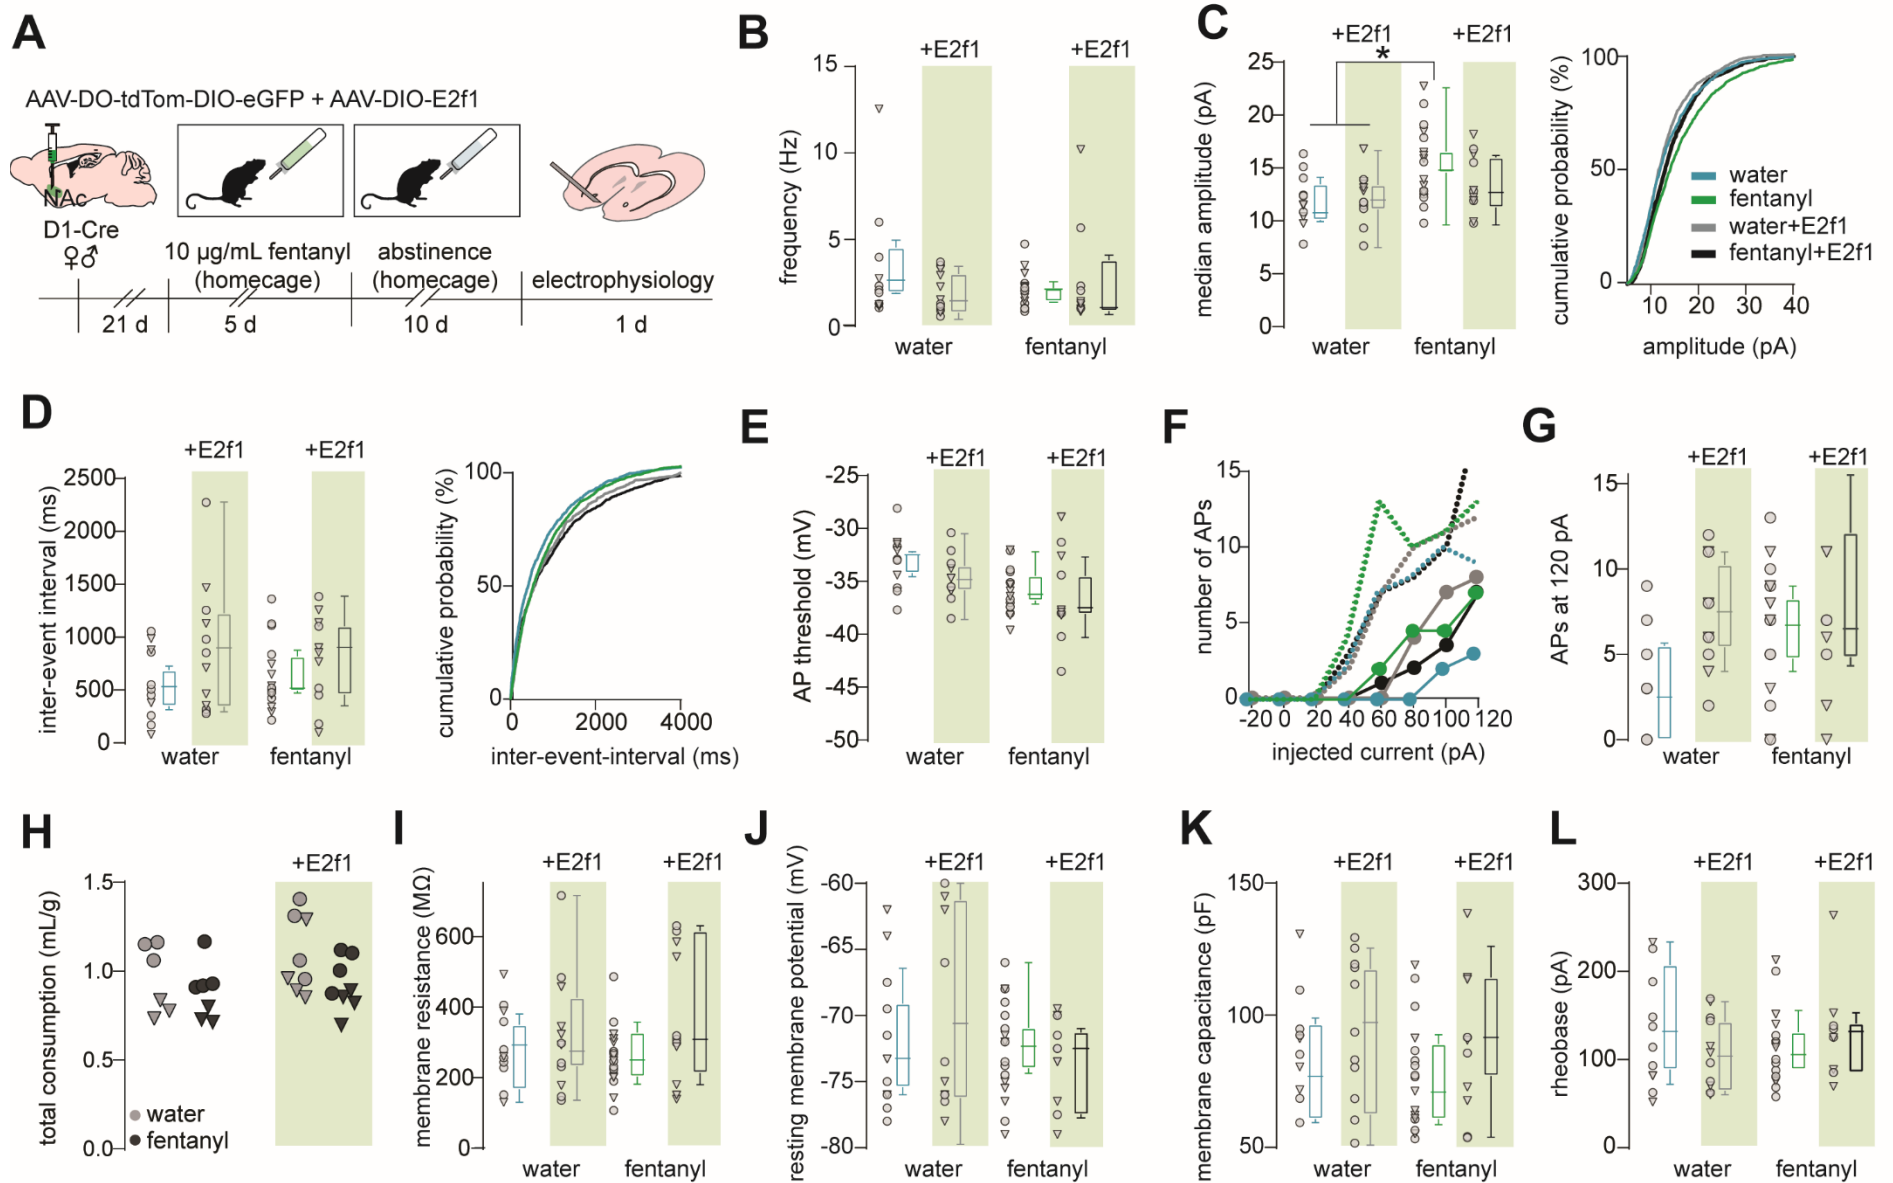 A
AAV-DO-tdTom-DIO-eGFP + AAV-DIO-E2f1
NAc
D1-Cre
♀♂
10 µg/mL fentanyl
(homecage)
abstinence
(homecage)
electrophysiology
21 d
5 d
10 d
1 d
B
+E2f1
+E2f1
frequency (Hz)
15
10
5
0
water
fentanyl
C
+E2f1
+E2f1
*
median amplitude (pA)
25
20
15
10
5
0
water
fentanyl
cumulative probability (%)
100
50
0
water
fentanyl
water+E2f1
fentanyl+E2f1
10
20
30
40
amplitude (pA)
D
+E2f1
+E2f1
inter-event interval (ms)
2500
2000
1500
1000
500
0
water
fentanyl
cumulative probability (%)
100
50
0
0
2000
4000
inter-event-interval (ms)
E
+E2f1
+E2f1
AP threshold (mV)
-25
-30
-35
-40
-45
-50
water
fentanyl
F
number of APs
15
10
5
0
-20 0 20 40 60 80 100 120
injected current (pA)
G
+E2f1
+E2f1
APs at 120 pA
15
10
5
0
water
fentanyl
H
+E2f1
total consumption (mL/g)
1.5
1.0
0.5
0.0
water
fentanyl
I
+E2f1
+E2f1
membrane resistance (MΩ)
600
400
200
0
water
fentanyl
J
+E2f1
+E2f1
resting membrane potential (mV)
-60
-65
-70
-75
-80
water
fentanyl
K
+E2f1
+E2f1
membrane capacitance (pF)
150
100
50
water
fentanyl
L
+E2f1
+E2f1
rheobase (pA)
300
200
100
0
water
fentanyl